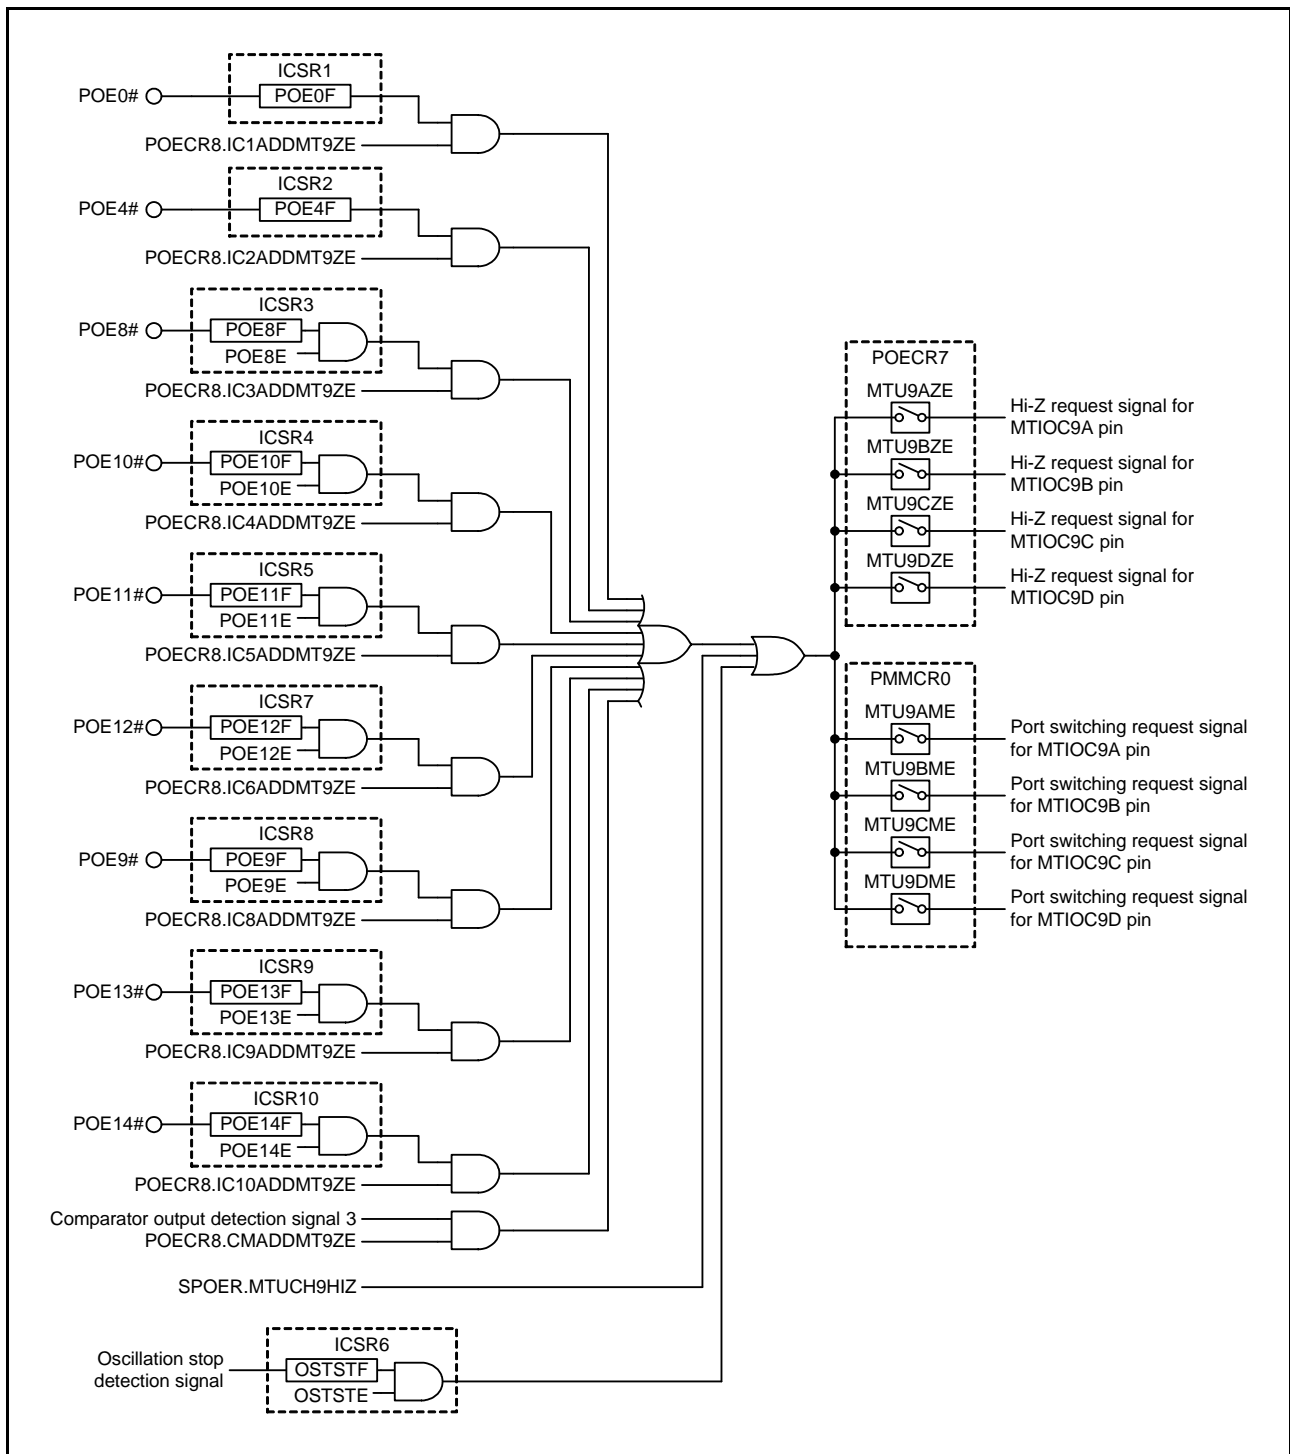 ICSR1
POE0#
POE0F
POECR8.IC1ADDMT9ZE
ICSR2
POE4#
POE4F
POECR8.IC2ADDMT9ZE
ICSR3
POE8#
POE8F
POE8E
POECR8.IC3ADDMT9ZE
ICSR4
POE10#
POE10F
POE10E
POECR8.IC4ADDMT9ZE
ICSR5
POE11#
POE11F
POE11E
POECR8.IC5ADDMT9ZE
ICSR7
POE12#
POE12F
POE12E
POECR8.IC6ADDMT9ZE
ICSR8
POE9#
POE9F
POE9E
POECR8.IC8ADDMT9ZE
ICSR9
POE13#
POE13F
POE13E
POECR8.IC9ADDMT9ZE
ICSR10
POE14#
POE14F
POE14E
POECR8.IC10ADDMT9ZE
Comparator output detection signal 3
POECR8.CMADDMT9ZE
SPOER.MTUCH9HIZ
ICSR6
Oscillation stop
detection signal
OSTSTF
OSTSTE
POECR7
MTU9AZE
Hi-Z request signal for
MTIOC9A pin
MTU9BZE
Hi-Z request signal for
MTIOC9B pin
MTU9CZE
Hi-Z request signal for
MTIOC9C pin
MTU9DZE
Hi-Z request signal for
MTIOC9D pin
PMMCR0
MTU9AME
Port switching request signal
for MTIOC9A pin
MTU9BME
Port switching request signal
for MTIOC9B pin
MTU9CME
Port switching request signal
for MTIOC9C pin
MTU9DME
Port switching request signal
for MTIOC9D pin